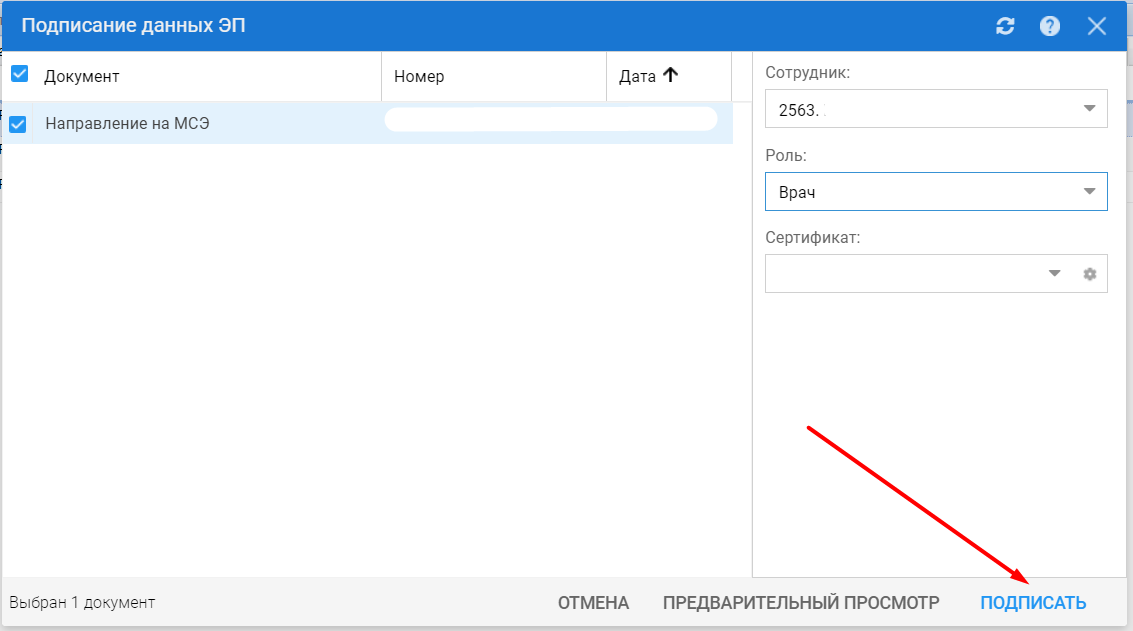 Подписание данных ЭП
Документ Номер Дата
Направление на МСЭ
Сотрудник:
2563.
Роль:
Врач
Сертификат:
Выбран 1 документ ОТМЕНА ПРЕДВАРИТЕЛЬНЫЙ ПРОСМОТР ПОДПИСАТЬ